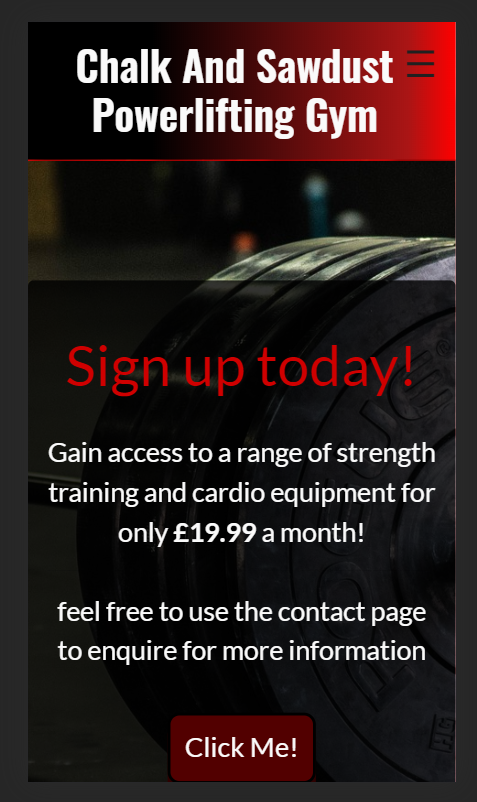 Chalk And Sawdust
Powerlifting Gym
Sign up today!
Gain access to a range of strength
training and cardio equipment for
only £19.99 a month!
feel free to use the contact page
to enquire for more information
Click Me!